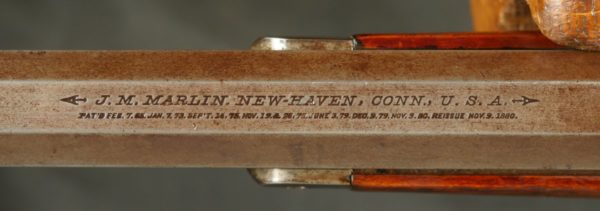 J. M. MARLIN. NEW-HAVEN, CONN., U. S. A.
PAT'D FEB. 7. 65. JAN. 7. 73. SEP'T. 14. 75. NOV. 19. & 26. 78. JUNE 3. 79. DEC. 9. 79. NOV. 9. 80. REISSUE NOV. 9. 1880.